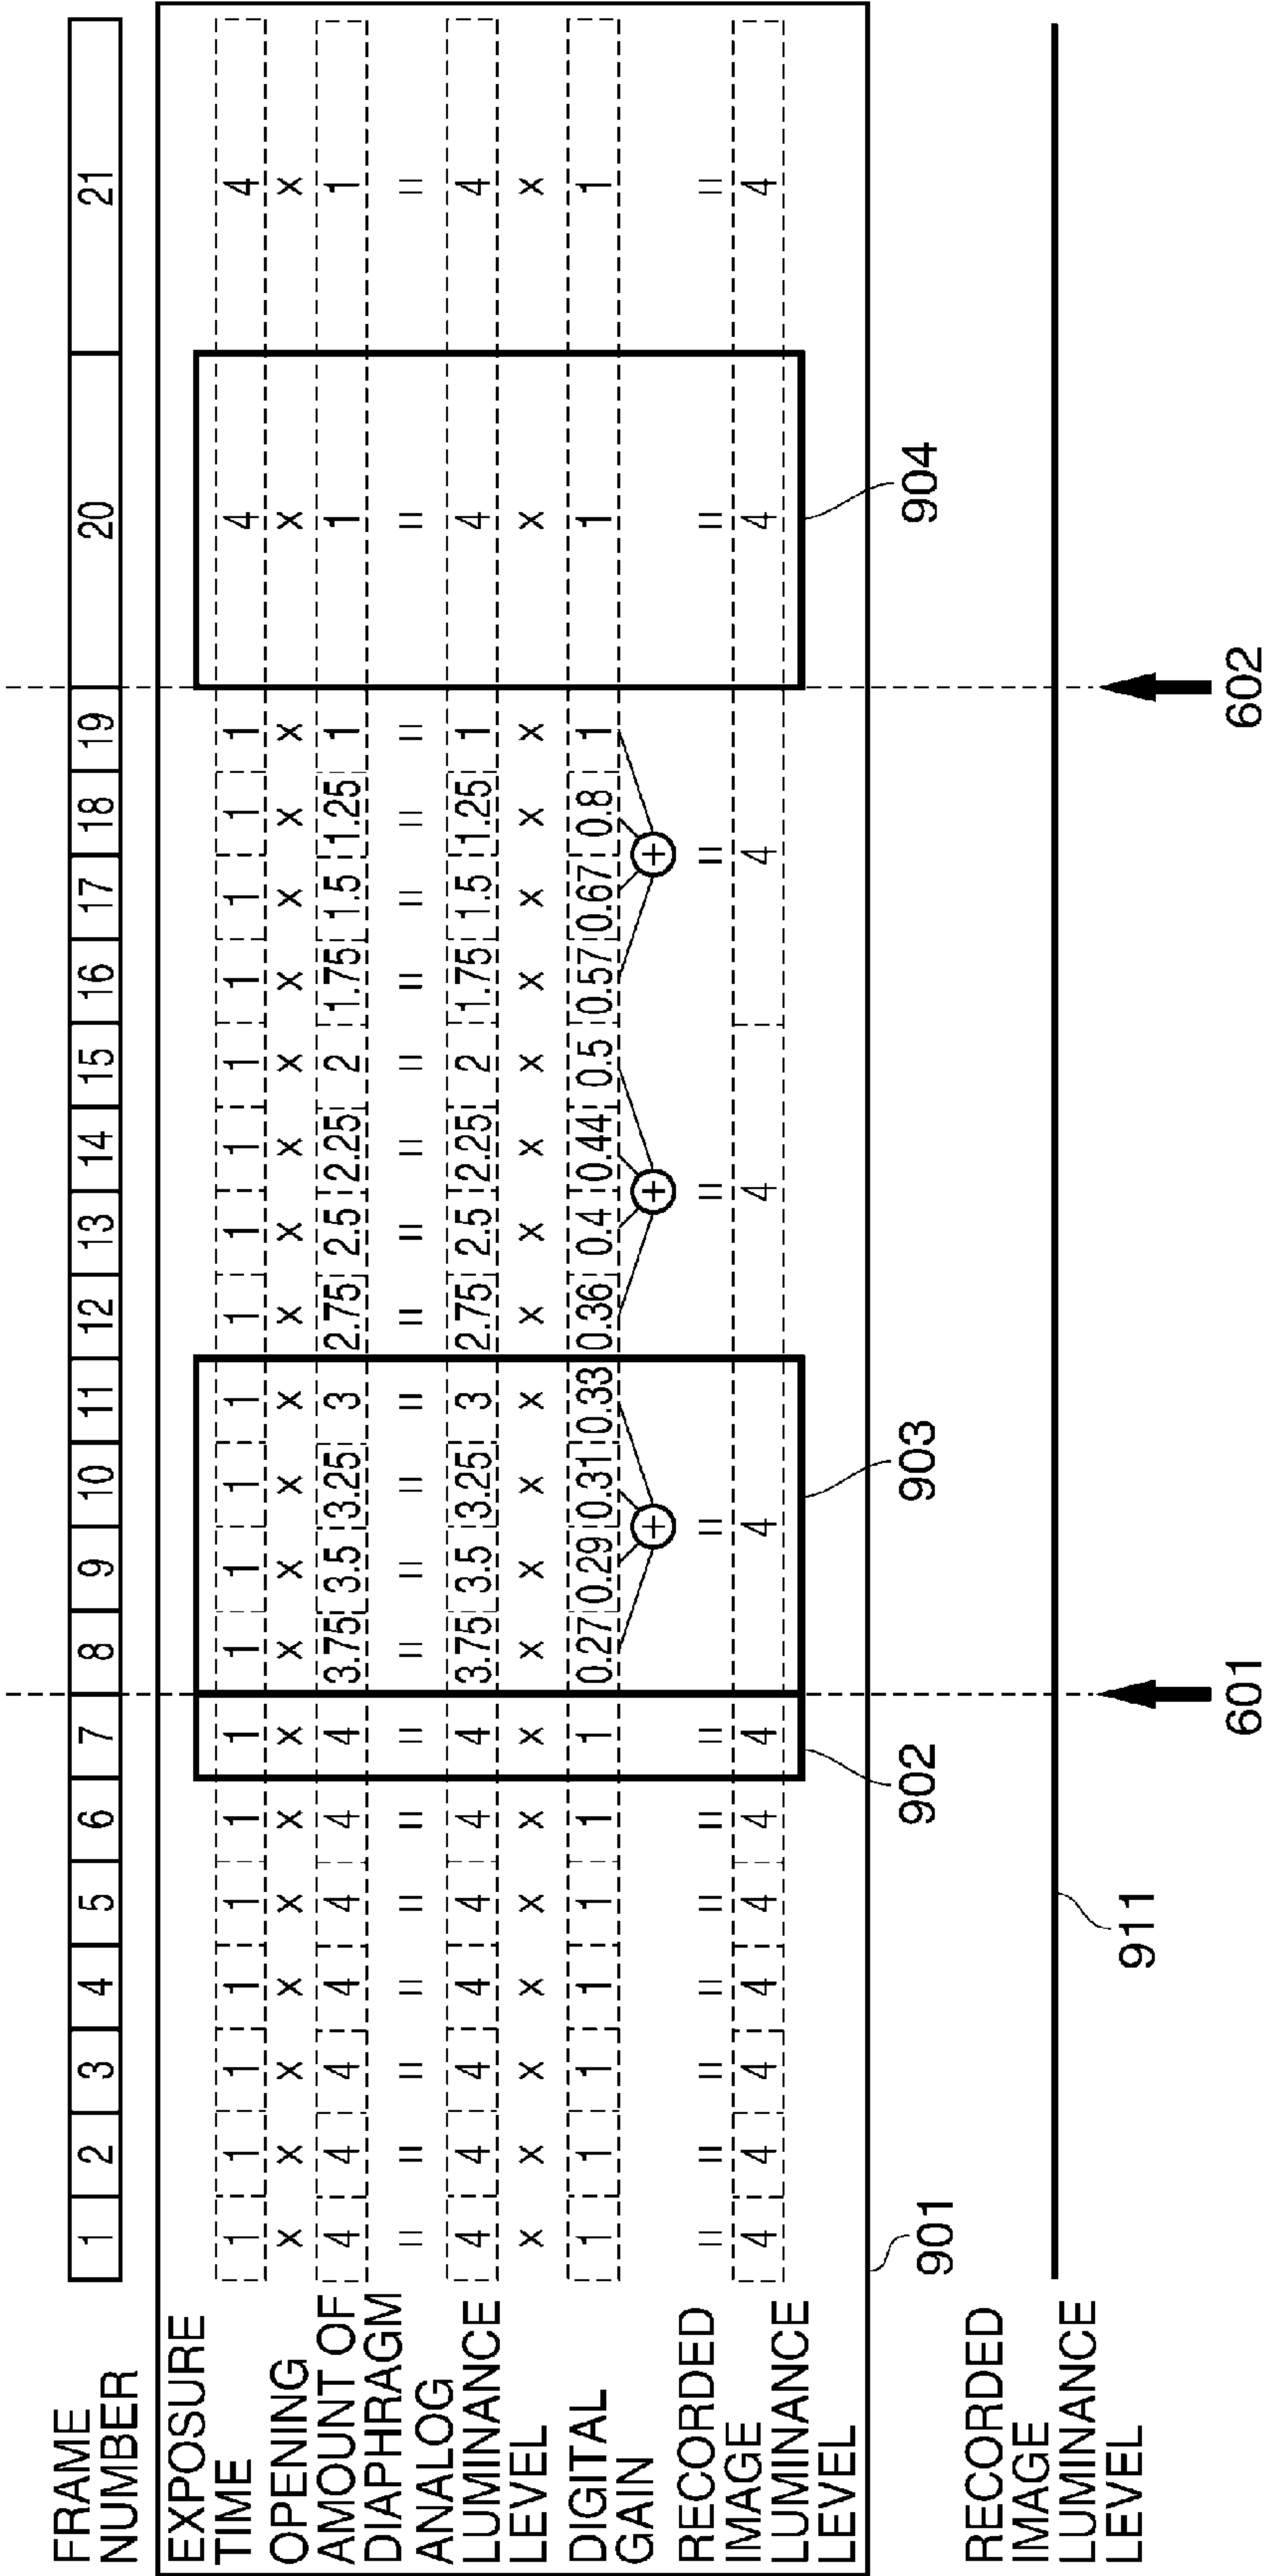 FRAME
NUMBER
1 2 3 4 5 6 7 8 9 10 11 12 13 14 15 16 17 18 19 20 21
EXPOSURE
TIME
1 1 1 1 1 1 1 1 1 1 1 1 1 1 1 1 1 1 1 4 4
× × × × × × × × × × × × × × × × × × × × ×
OPENING
AMOUNT OF
DIAPHRAGM
4 4 4 4 4 4 4 3.75 3.5 3.25 3 2.75 2.5 2.25 2 1.75 1.5 1.25 1 1 1
= = = = = = = = = = = = = = = = = = = = =
ANALOG
LUMINANCE
LEVEL
4 4 4 4 4 4 4 3.75 3.5 3.25 3 2.75 2.5 2.25 2 1.75 1.5 1.25 1 4 4
× × × × × × × × × × × × × × × × × × × × ×
DIGITAL
GAIN
1 1 1 1 1 1 1 0.27 0.29 0.31 0.33 0.36 0.4 0.44 0.5 0.57 0.67 0.8 1 1 1
+ + +
= = = = = = = = = = = =
RECORDED
IMAGE
LUMINANCE
LEVEL
4 4 4 4 4 4 4 4 4 4 4 4
901 902 903 904
RECORDED
IMAGE
LUMINANCE
LEVEL
911
601 602